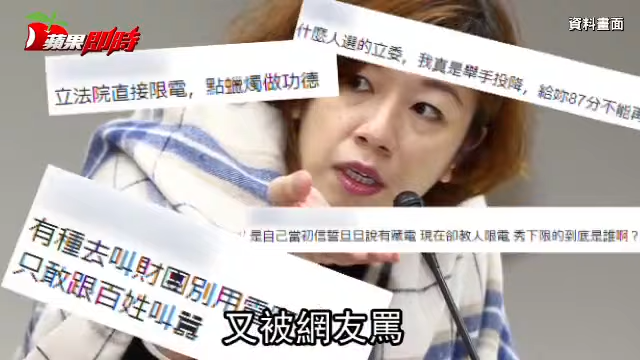 蘋果即時
資料畫面
什麼人選的立委，我真是舉手投降，給妳87分不能再
立法院直接限電，點蠟燭做功德
是自己當初信誓旦旦說有藏電 現在卻教人限電 秀下限的到底是誰啊？
有種去叫財團別用電
只敢跟百姓叫囂
又被網友罵